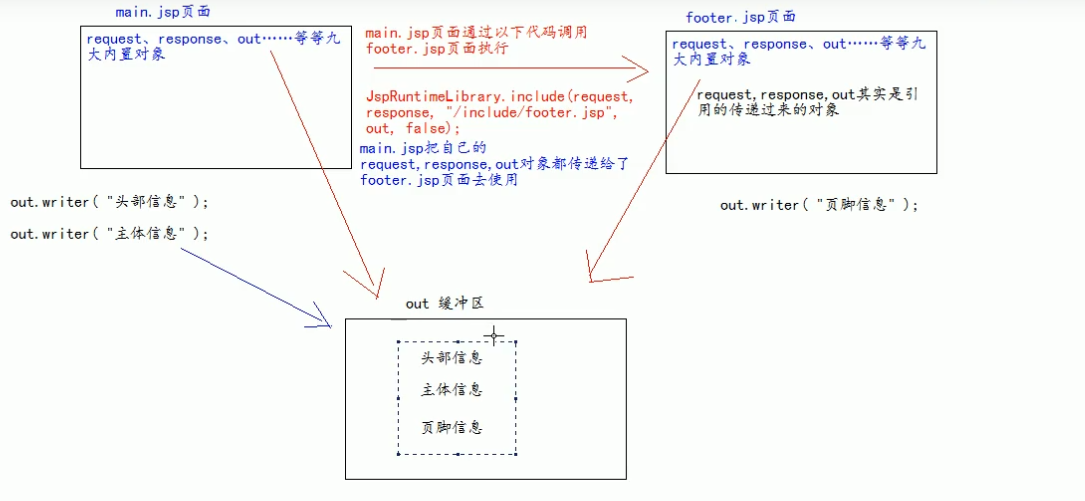 main.jsp页面
request、response、out……等等九
大内置对象
main.jsp页面通过以下代码调用
footer.jsp页面执行
JspRuntimeLibrary.include(request,
response, "/include/footer.jsp",
out, false);
main.jsp把自己的
request,response,out对象都传递给了
footer.jsp页面去使用
footer.jsp页面
request、response、out……等等九
大内置对象
request,response,out其实是引
用的传递过来的对象
out.writer( "头部信息" );
out.writer( "主体信息" );
out.writer( "页脚信息" );
out 缓冲区
头部信息
主体信息
页脚信息